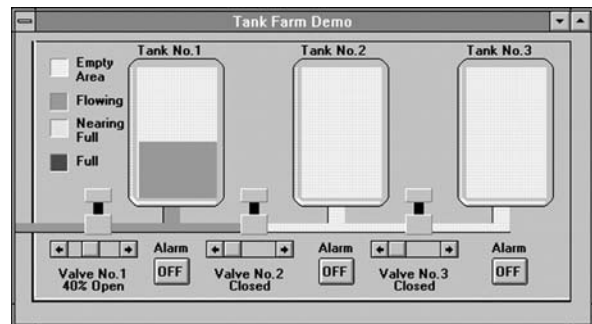 Tank Farm Demo
Tank No.1
Tank No.2
Tank No.3
Empty
Area
Flowing
Nearing
Full
Full
Alarm
Alarm
Alarm
OFF
OFF
OFF
Valve No.1
40% Open
Valve No.2
Closed
Valve No.3
Closed